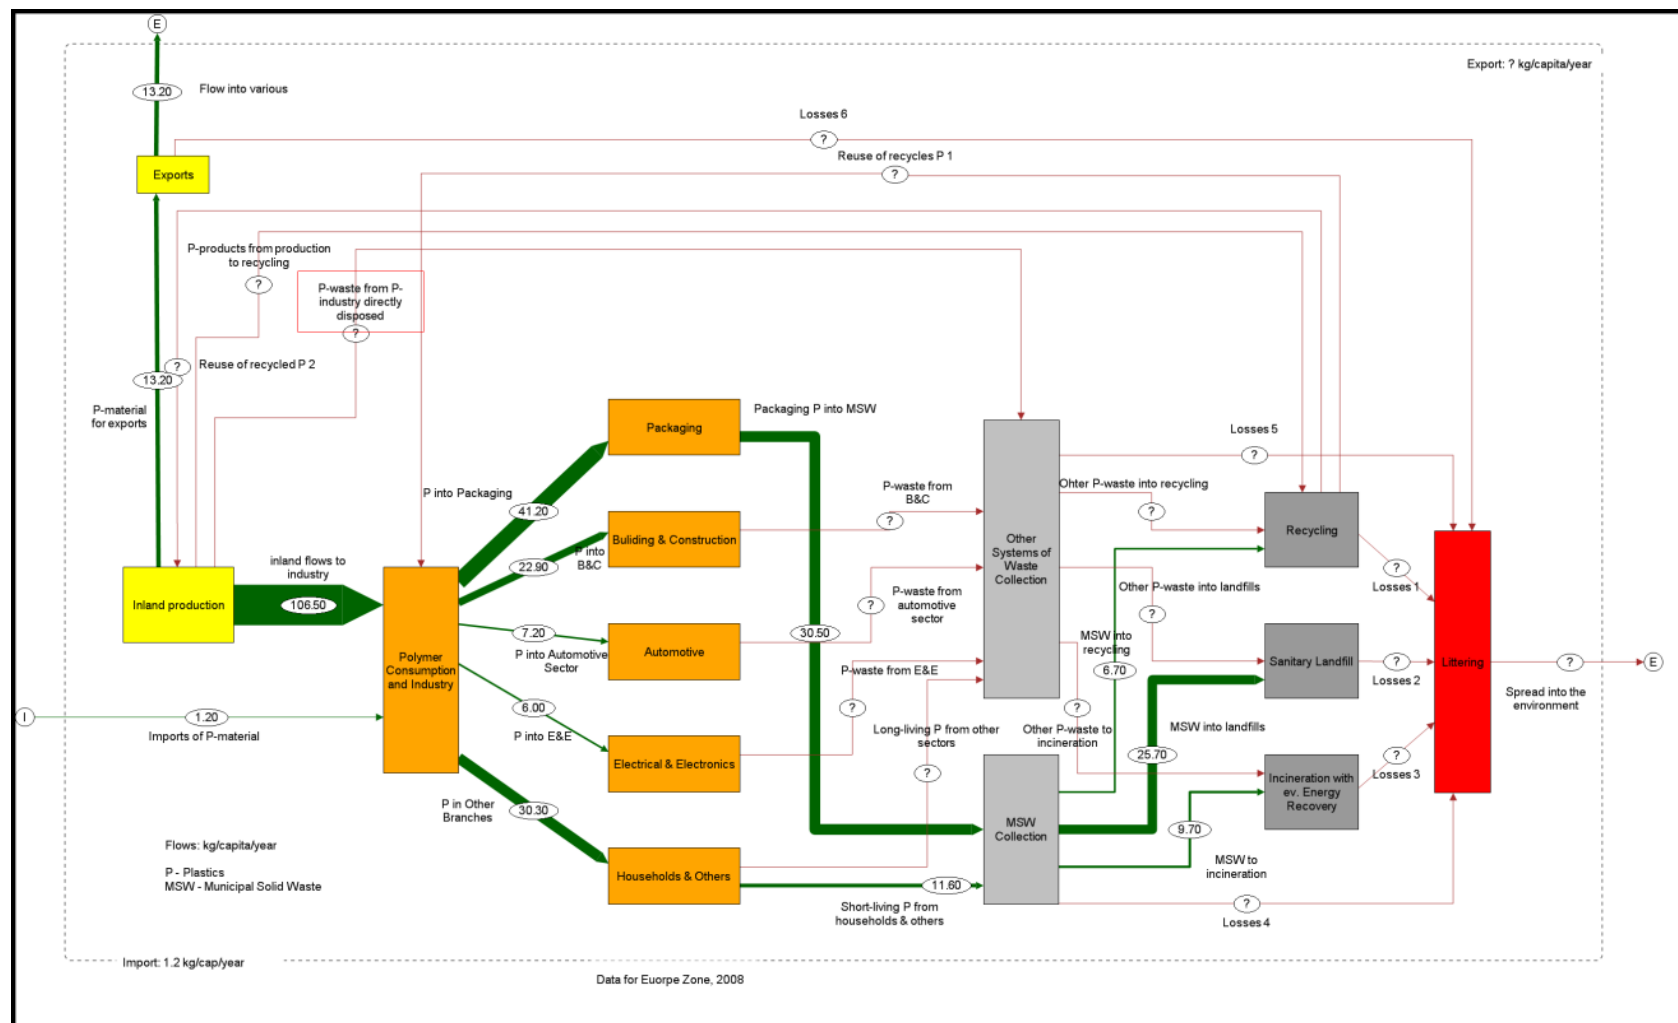 E
Export: ? kg/capita/year
13.20
Flow into various
Losses 6
?
Reuse of recycles P 1
?
Exports
P-products from production
to recycling
?
P-waste from P-
industry directly
disposed
?
?
Reuse of recycled P 2
13.20
P-material
for exports
Packaging
Packaging P into MSW
Losses 5
?
P into Packaging
41.20
P-waste from
B&C
?
Ohter P-waste into recycling
?
Recycling
Buliding & Construction
P into
B&C
22.90
Other
Systems of
Waste
Collection
inland flows to
industry
106.50
Inland production
?
Losses 1
Other P-waste into landfills
?
P-waste from
automotive
sector
?
7.20
P into Automotive
Sector
Automotive
30.50
MSW into
recycling
6.70
Polymer
Consumption
and Industry
P-waste from E&E
?
Sanitary Landfill
?
Losses 2
Littering
?
E
Spread into the
environment
I
1.20
Imports of P-material
6.00
P into E&E
Long-living P from other
sectors
?
?
Other P-waste to
incineration
MSW into landfills
25.70
Electrical & Electronics
Incineration with
ev. Energy
Recovery
?
Losses 3
P in Other
Branches
30.30
MSW
Collection
9.70
MSW to
incineration
Flows: kg/capita/year
P - Plastics
MSW - Municipal Solid Waste
Households & Others
11.60
Short-living P from
households & others
?
Losses 4
Import: 1.2 kg/cap/year
Data for Euorpe Zone, 2008